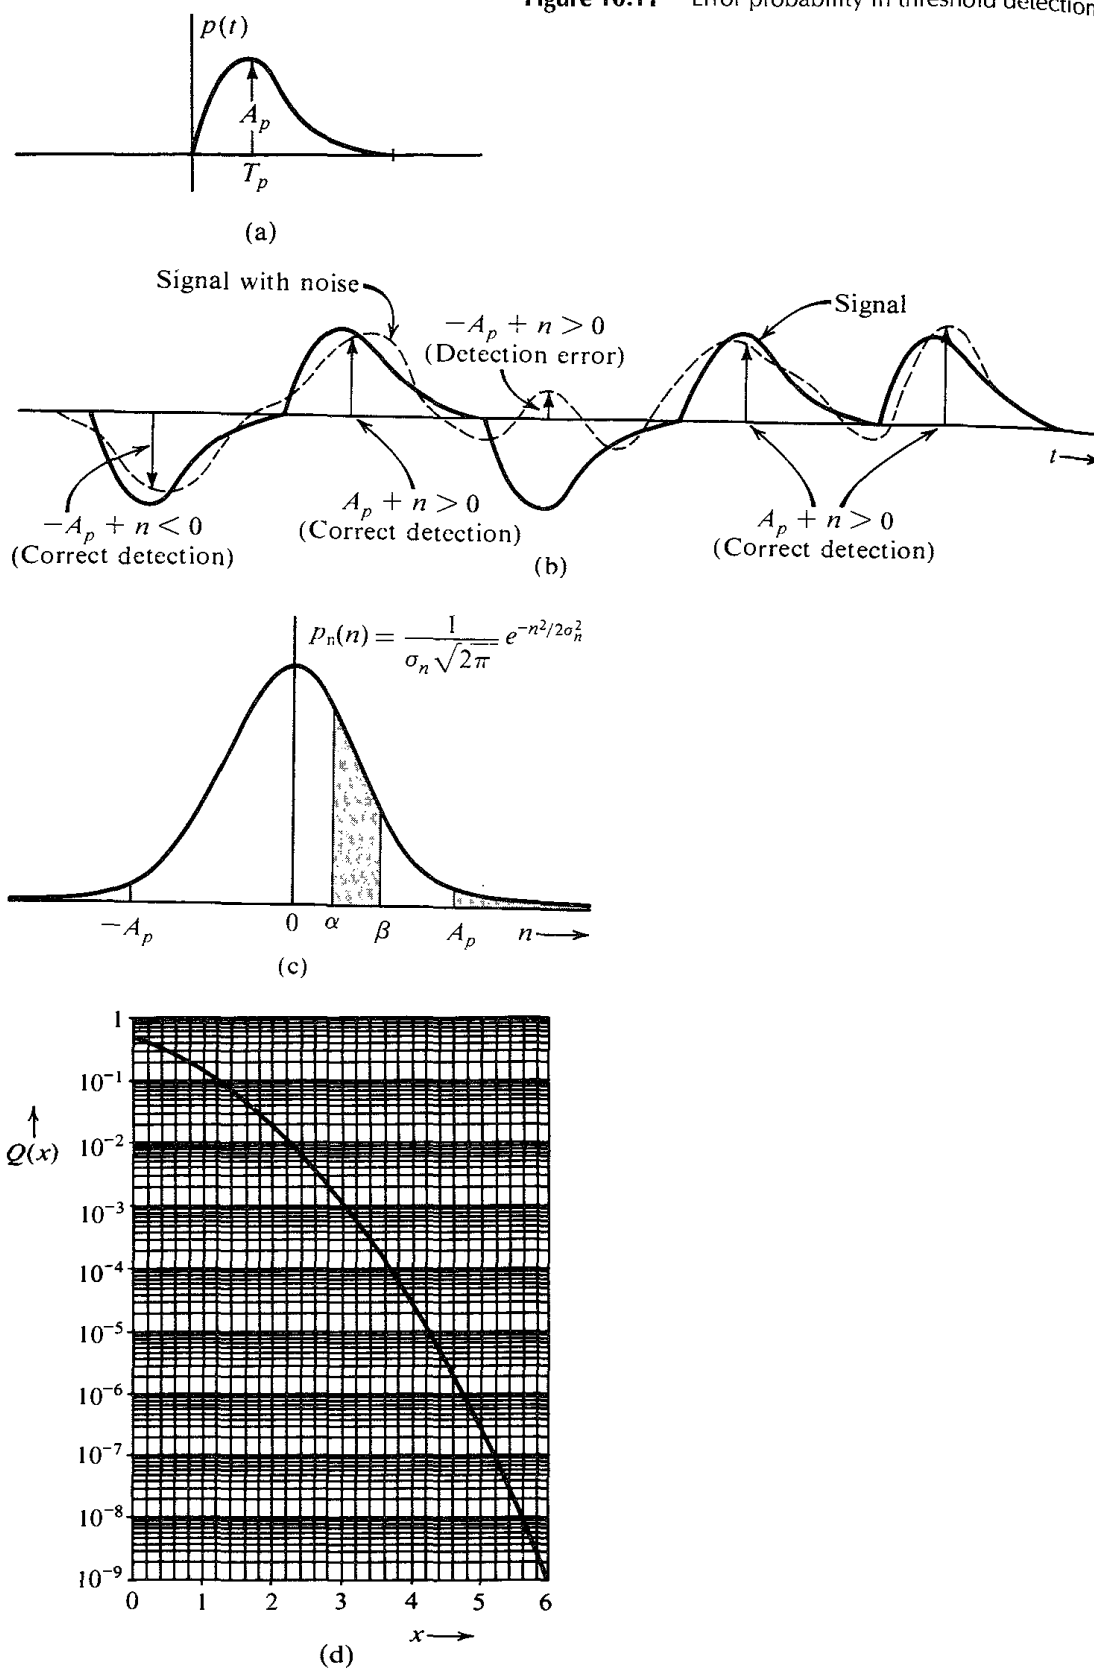 Figure 10.11 Error probability in threshold detection
p(t)
A_p
T_p
(a)
Signal with noise
−A_p + n > 0
(Detection error)
Signal
t
−A_p + n < 0
(Correct detection)
A_p + n > 0
(Correct detection)
A_p + n > 0
(Correct detection)
(b)
p_n(n) = 1/(σ_n √2π) e^{−n²/2σ_n²}
−A_p 0 α β A_p n
(c)
1
10⁻¹
Q(x)
10⁻²
10⁻³
10⁻⁴
10⁻⁵
10⁻⁶
10⁻⁷
10⁻⁸
10⁻⁹
0 1 2 3 4 5 6
x
(d)